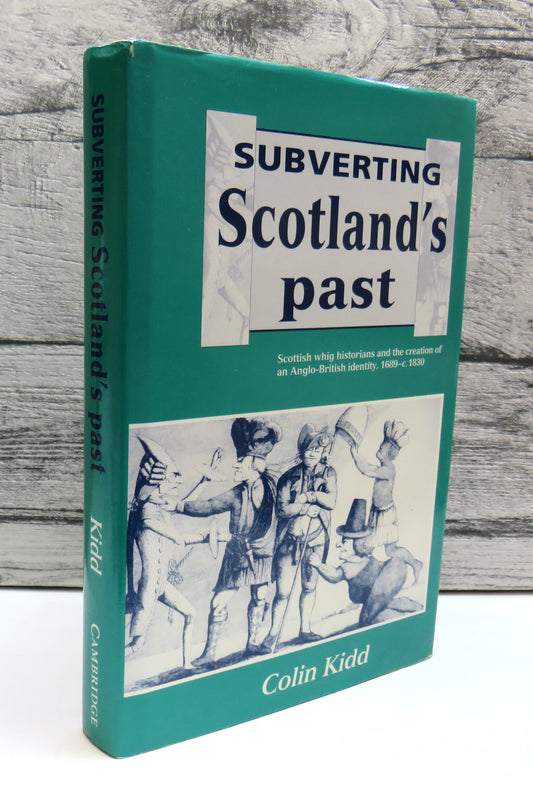 SUBVERTING Scotland's past Kidd CAMBRIDGE
SUBVERTING
Scotland's
past
Scottish whig historians and the creation of
an Anglo-British identity, 1689–c.1830
Colin Kidd